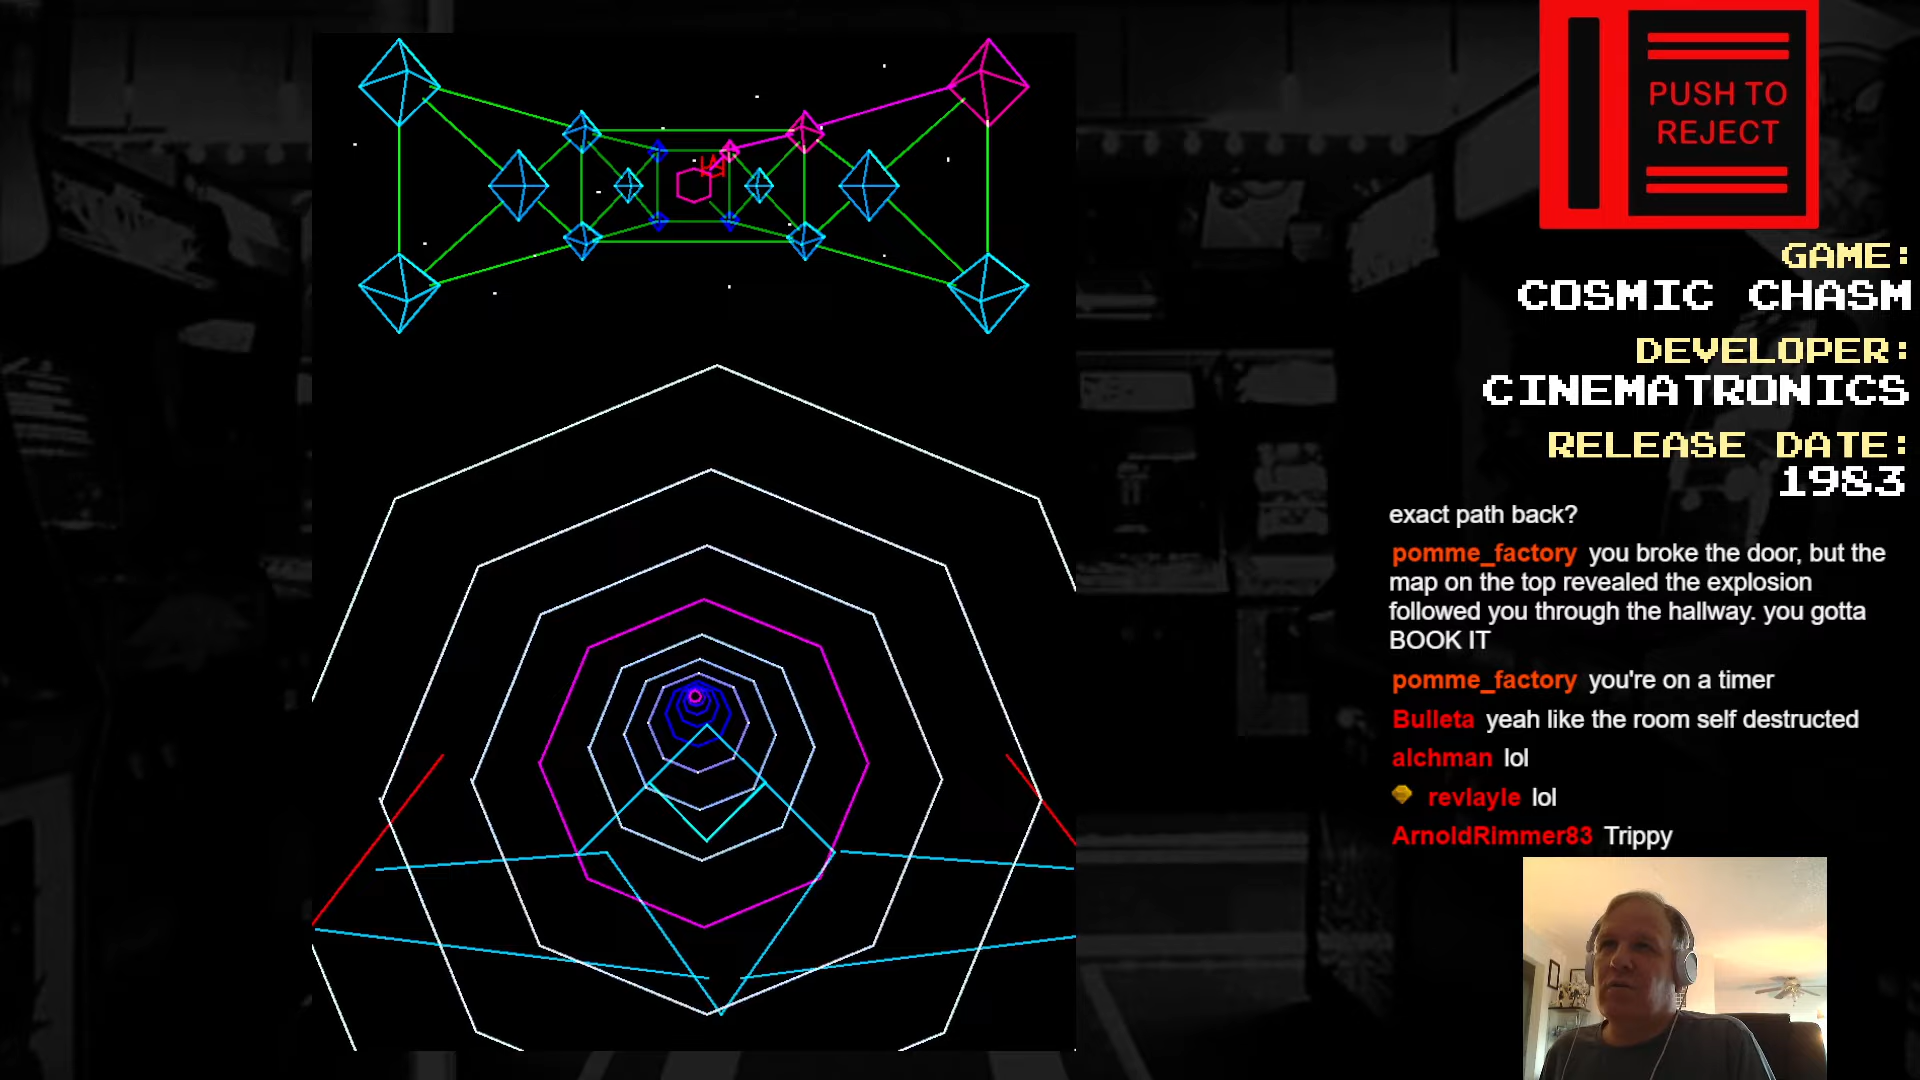 PUSH TO
REJECT
GAME:
COSMIC CHASM
DEVELOPER:
CINEMATRONICS
RELEASE DATE:
1983
exact path back?
pomme_factory you broke the door, but the
map on the top revealed the explosion
followed you through the hallway. you gotta
BOOK IT
pomme_factory you're on a timer
Bulleta yeah like the room self destructed
alchman lol
revlayle lol
ArnoldRimmer83 Trippy